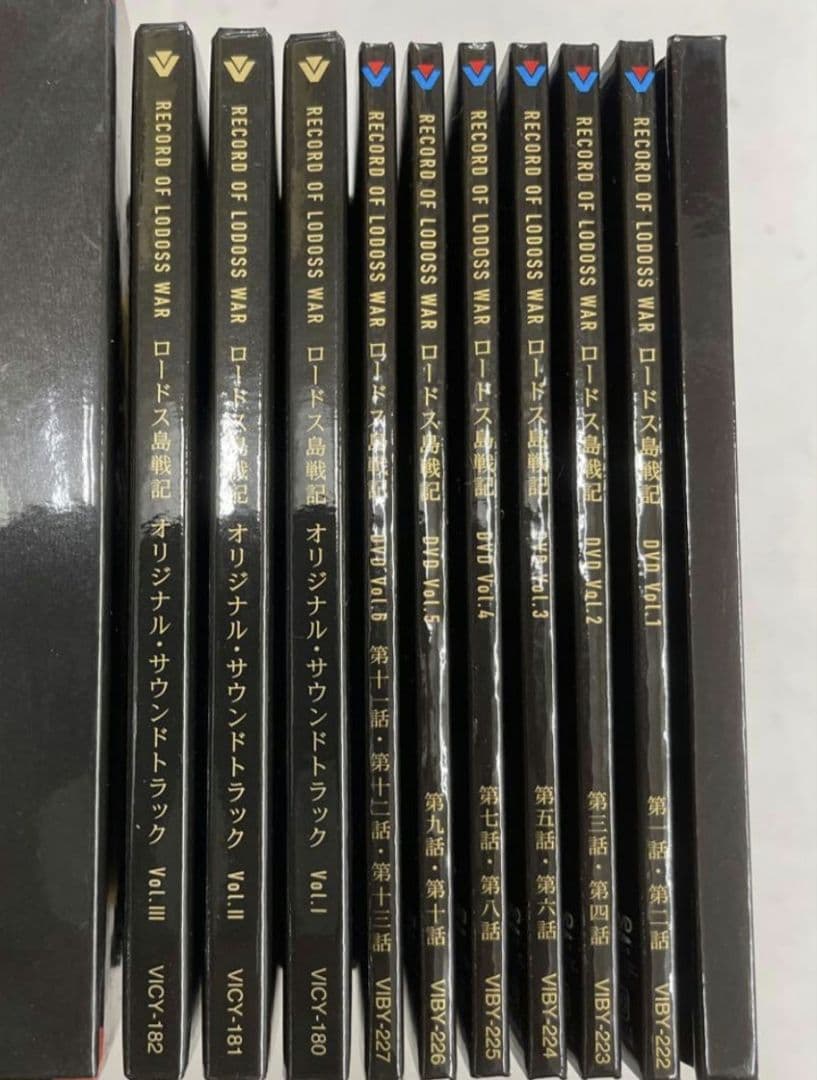 RECORD OF LODOSS WAR ロードス島戦記 オリジナル・サウンドトラック Vol.III VICY-182
RECORD OF LODOSS WAR ロードス島戦記 オリジナル・サウンドトラック Vol.II VICY-181
RECORD OF LODOSS WAR ロードス島戦記 オリジナル・サウンドトラック Vol.I VICY-180
RECORD OF LODOSS WAR ロードス島戦記 DVD Vol.6 第十一話・第十二話・第十三話 VIBY-227
RECORD OF LODOSS WAR ロードス島戦記 DVD Vol.5 第九話・第十話 VIBY-226
RECORD OF LODOSS WAR ロードス島戦記 DVD Vol.4 第七話・第八話 VIBY-225
RECORD OF LODOSS WAR ロードス島戦記 DVD Vol.3 第五話・第六話 VIBY-224
RECORD OF LODOSS WAR ロードス島戦記 DVD Vol.2 第三話・第四話 VIBY-223
RECORD OF LODOSS WAR ロードス島戦記 DVD Vol.1 第一話・第二話 VIBY-222